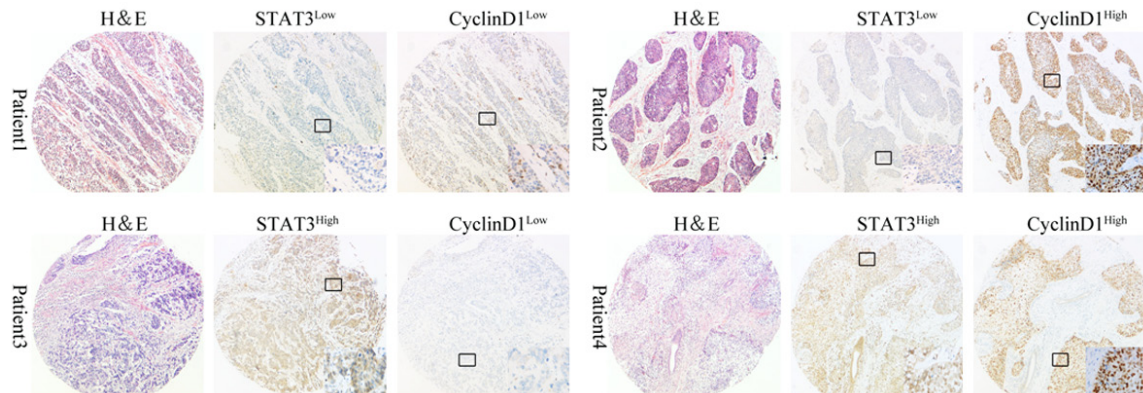 H&E STAT3Low CyclinD1Low H&E STAT3Low CyclinD1High
Patient1 Patient2
H&E STAT3High CyclinD1Low H&E STAT3High CyclinD1High
Patient3 Patient4